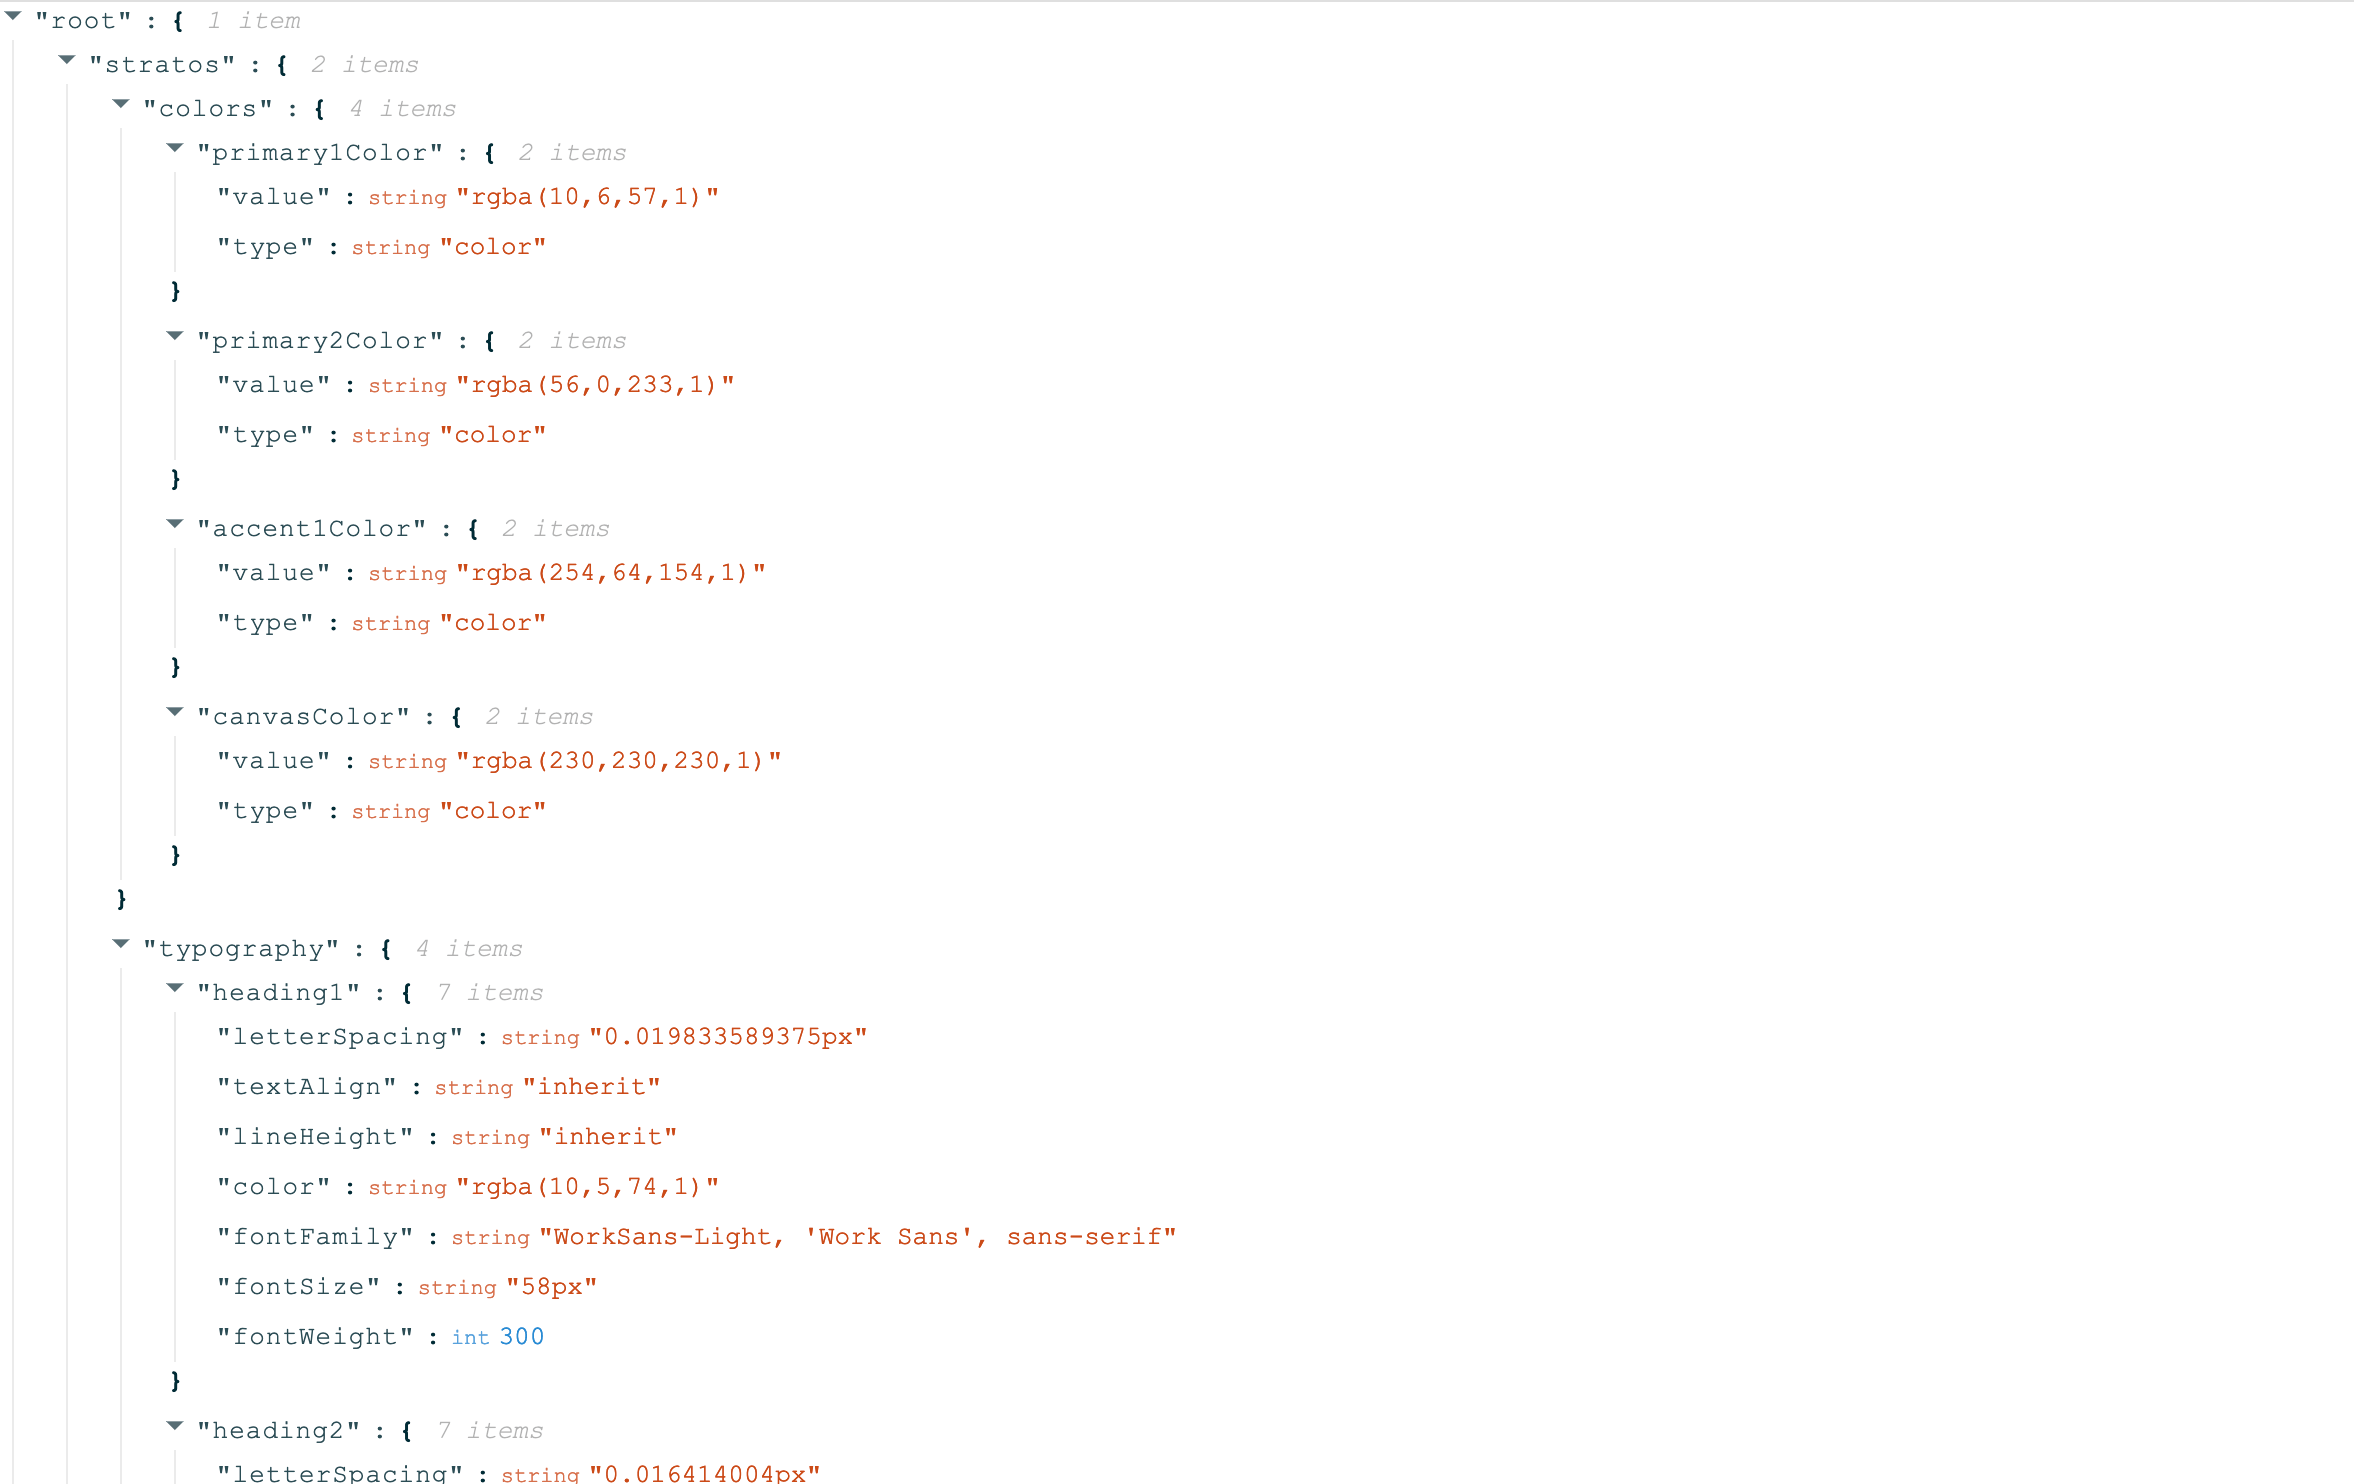 "root" : { 1 item
"stratos" : { 2 items
"colors" : { 4 items
"primary1Color" : { 2 items
"value" : string "rgba(10,6,57,1)"
"type" : string "color"
}
"primary2Color" : { 2 items
"value" : string "rgba(56,0,233,1)"
"type" : string "color"
}
"accent1Color" : { 2 items
"value" : string "rgba(254,64,154,1)"
"type" : string "color"
}
"canvasColor" : { 2 items
"value" : string "rgba(230,230,230,1)"
"type" : string "color"
}
}
"typography" : { 4 items
"heading1" : { 7 items
"letterSpacing" : string "0.019833589375px"
"textAlign" : string "inherit"
"lineHeight" : string "inherit"
"color" : string "rgba(10,5,74,1)"
"fontFamily" : string "WorkSans-Light, 'Work Sans', sans-serif"
"fontSize" : string "58px"
"fontWeight" : int 300
}
"heading2" : { 7 items
"letterSpacing" : string "0.016414004px"